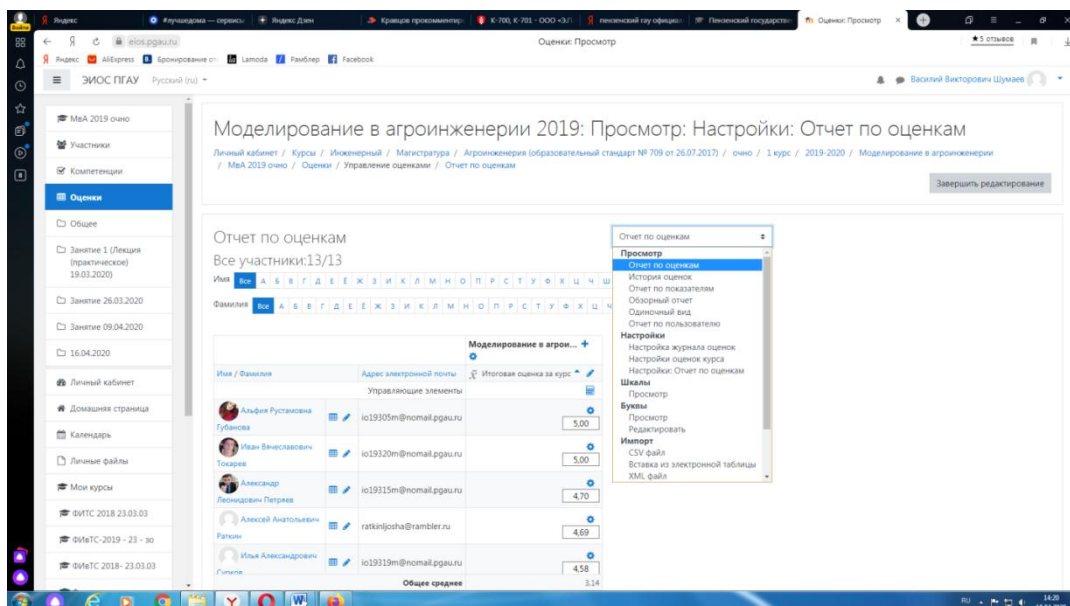 Войти
Яндекс
#лучшедома — сервисы
Яндекс Дзен
Кравцов прокомментир
К-700, К-701 - ООО «ЭЛ
пензенский гау официал
Пензенский государстве
Оценки: Просмотр
eios.pgau.ru
Оценки: Просмотр
★5 отзывов
Яндекс AliExpress Бронирование от Lamoda Рамблер Facebook
ЭИОС ПГАУ Русский (ru)
Василий Викторович Шумаев
МвА 2019 очно
Участники
Компетенции
Оценки
Общее
Занятие 1 (Лекция
(практическое)
19.03.2020)
Занятие 26.03.2020
Занятие 09.04.2020
16.04.2020
Личный кабинет
Домашняя страница
Календарь
Личные файлы
Мои курсы
ФИТС 2018 23.03.03
ФИвТС-2019 - 23 - зо
ФИвТС 2018- 23.03.03
Моделирование в агроинженерии 2019: Просмотр: Настройки: Отчет по оценкам
Личный кабинет / Курсы / Инженерный / Магистратура / Агроинженерия (образовательный стандарт № 709 от 26.07.2017) / очно / 1 курс / 2019-2020 / Моделирование в агроинженерии
/ МвА 2019 очно / Оценки / Управление оценками / Отчет по оценкам
Завершить редактирование
Отчет по оценкам
Все участники:13/13
Имя Все А Б В Г Д Е Ё Ж З И К Л М Н О П Р С Т У Ф Х Ц Ч Ш
Фамилия Все А Б В Г Д Е Ё Ж З И К Л М Н О П Р С Т У Ф Х Ц Ч
Моделирование в агрои...
Имя / Фамилия Адрес электронной почты Итоговая оценка за курс
Управляющие элементы
Альфия Рустамовна
Губанова
io19305m@nomail.pgau.ru
5,00
Иван Вячеславович
Токарев
io19320m@nomail.pgau.ru
5,00
Александр
Леонидович Петряев
io19315m@nomail.pgau.ru
4,70
Алексей Анатольевич
Раткин
ratkinljosha@rambler.ru
4,69
Илья Александрович
Сурков
io19319m@nomail.pgau.ru
4,58
Общее среднее 3,14
Отчет по оценкам
Просмотр
Отчет по оценкам
История оценок
Отчет по показателям
Обзорный отчет
Одиночный вид
Отчет по пользователю
Настройки
Настройка журнала оценок
Настройки оценок курса
Настройки: Отчет по оценкам
Шкалы
Просмотр
Буквы
Просмотр
Редактировать
Импорт
CSV файл
Вставка из электронной таблицы
XML файл
RU
14:20